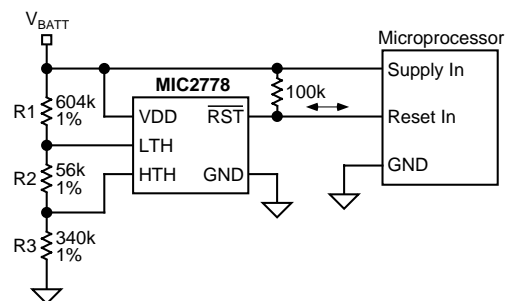 VBATT
Microprocessor
MIC2778
Supply In
100k
R1
604k
1%
VDD
RST
Reset In
LTH
R2
56k
1%
HTH
GND
GND
R3
340k
1%